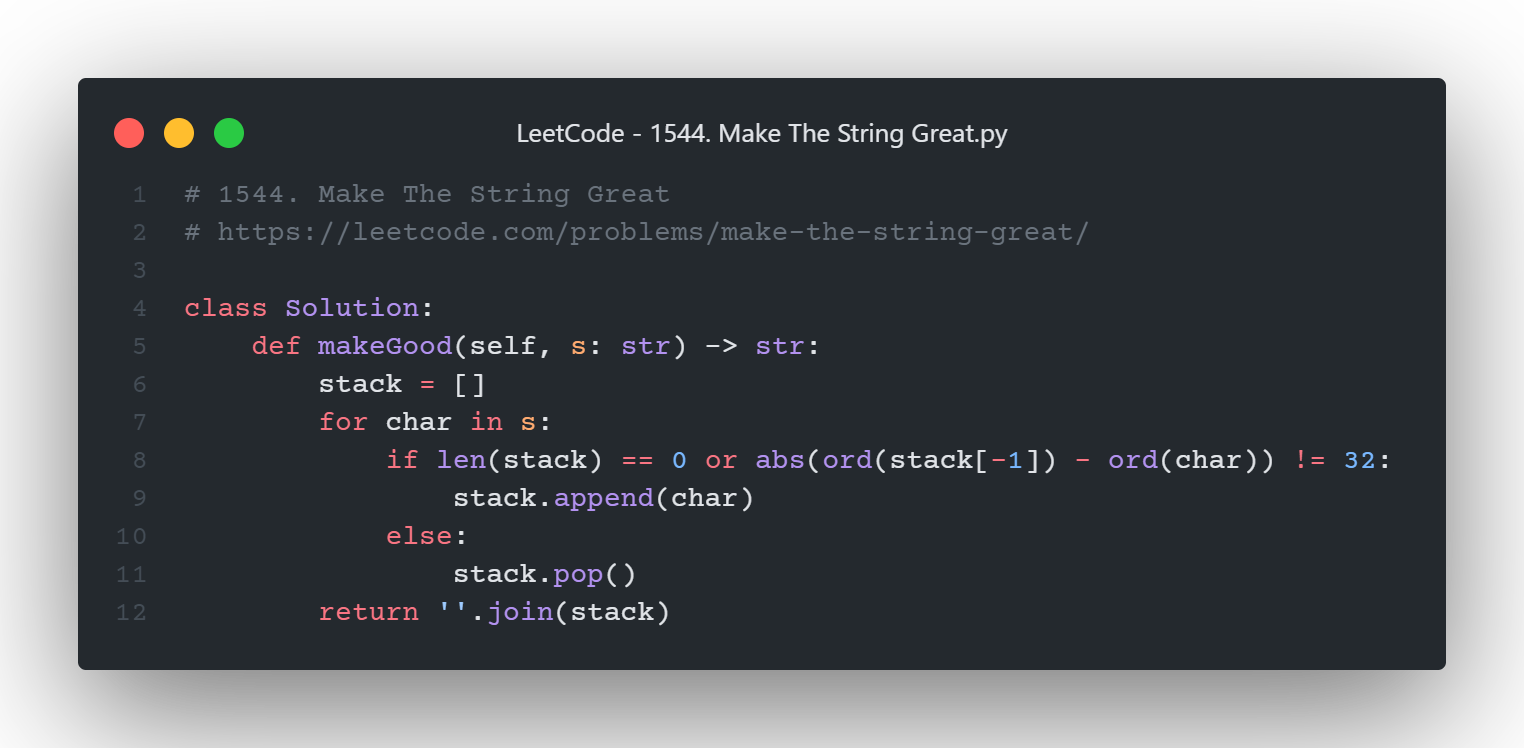 LeetCode - 1544. Make The String Great.py
1 # 1544. Make The String Great
2 # https://leetcode.com/problems/make-the-string-great/
3
4 class Solution:
5     def makeGood(self, s: str) -> str:
6         stack = []
7         for char in s:
8             if len(stack) == 0 or abs(ord(stack[-1]) - ord(char)) != 32:
9                 stack.append(char)
10             else:
11                 stack.pop()
12         return ''.join(stack)